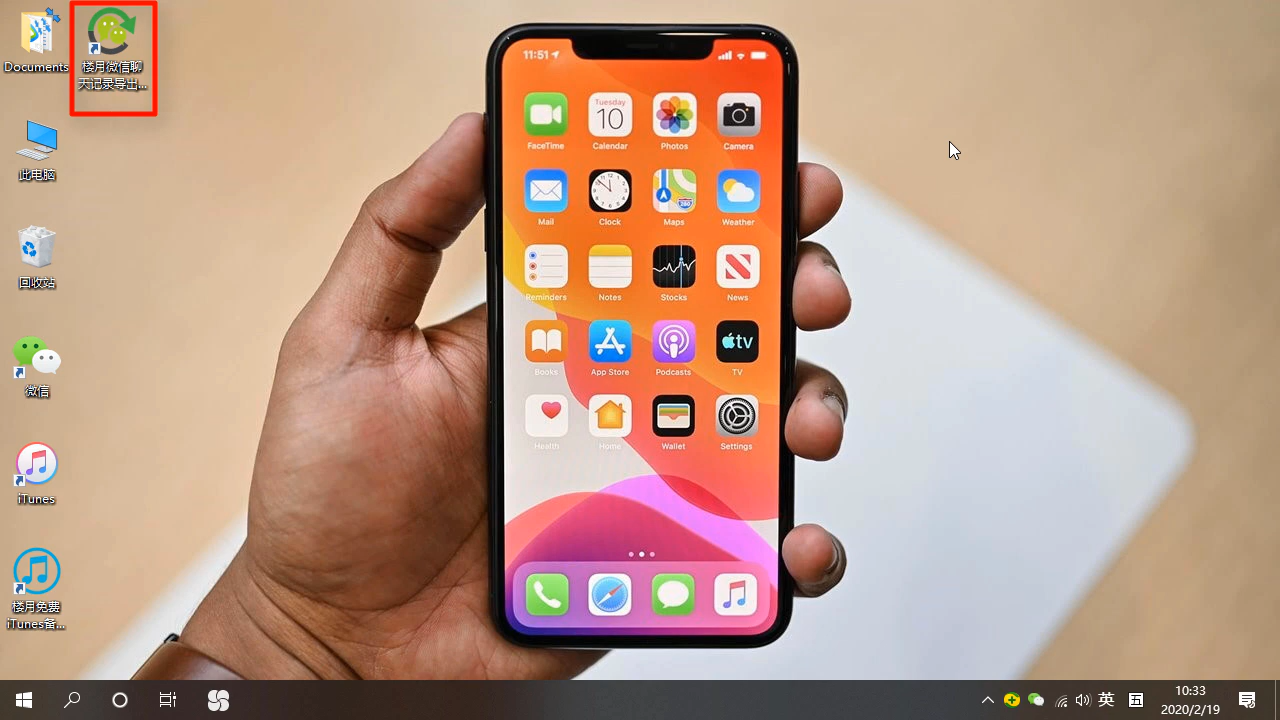 Documents
楼月微信聊
天记录导出...
此电脑
回收站
微信
iTunes
楼月免费
iTunes备...
11:51
Tuesday
10
FaceTime
Calendar
Photos
Camera
Mail
Clock
Maps
Weather
Reminders
Notes
Stocks
News
tv
Books
App Store
Podcasts
TV
Health
Home
Wallet
Settings
英
10:33
2020/2/19